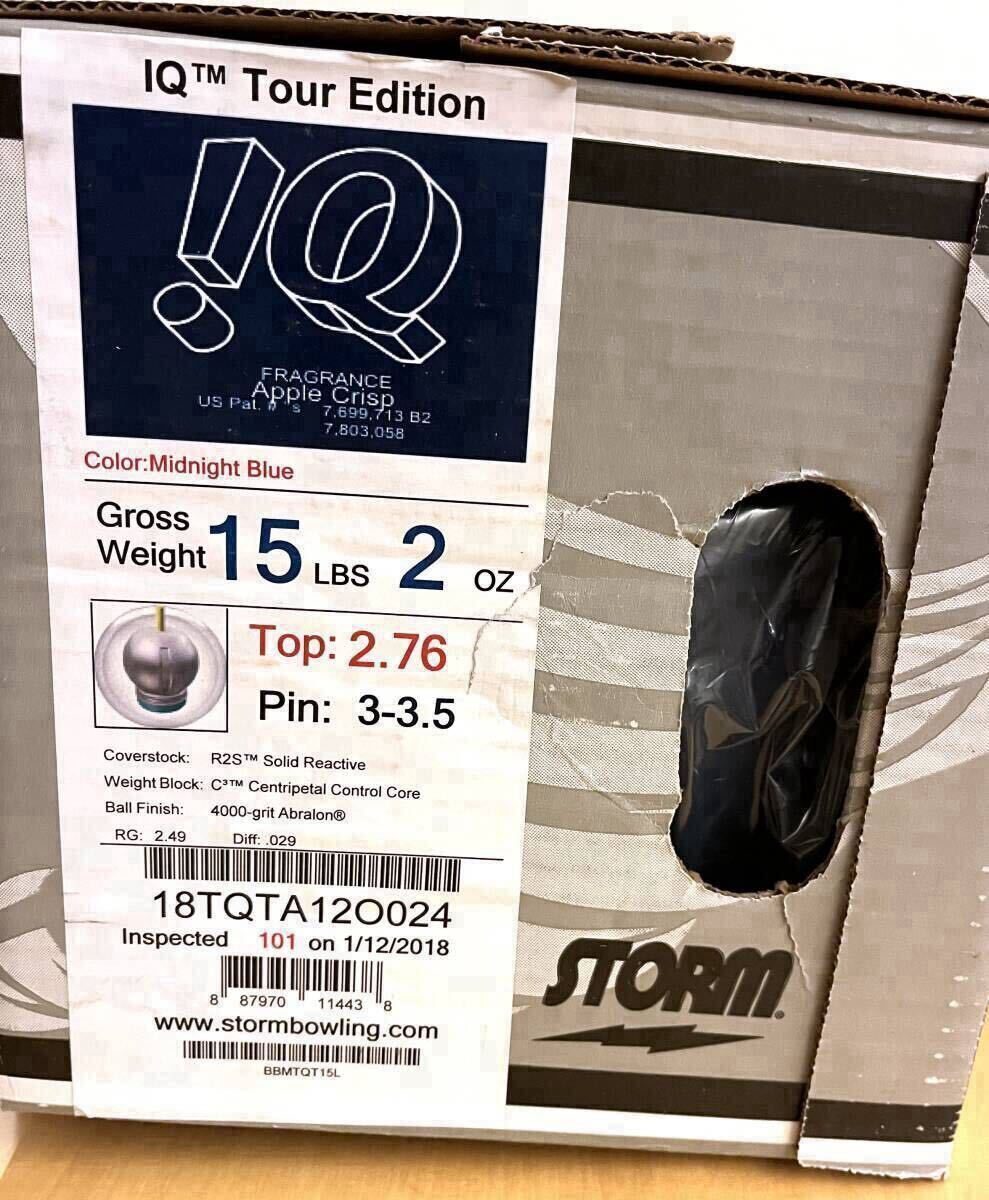 IQ™ Tour Edition
!Q
FRAGRANCE
Apple Crisp
US Pat. # 's 7,699,713 B2
7,803,058
Color:Midnight Blue
Gross Weight 15 LBS 2 OZ
Top: 2.76
Pin: 3-3.5
Coverstock: R2S™ Solid Reactive
Weight Block: C³™ Centripetal Control Core
Ball Finish: 4000-grit Abralon®
RG: 2.49 Diff: .029
18TQTA12O024
Inspected 101 on 1/12/2018
8 87970 11443 8
www.stormbowling.com
BBMTQT15L
STORM®